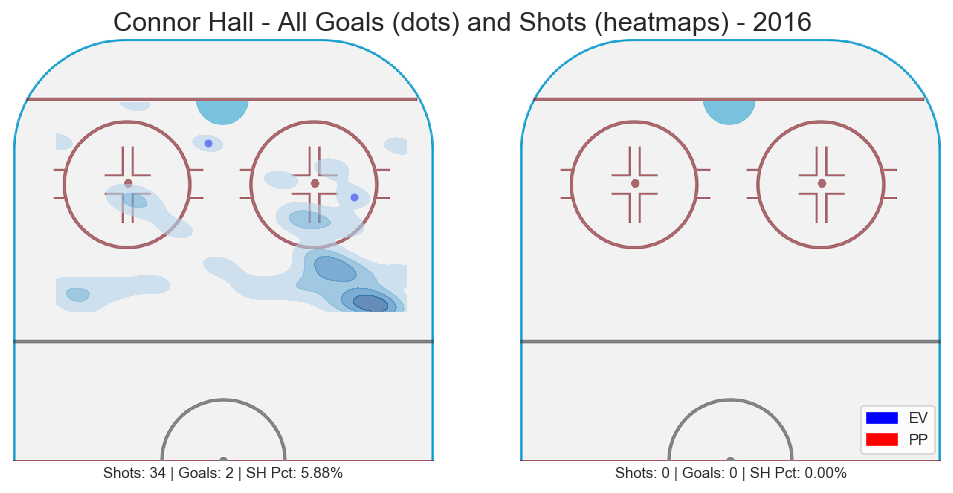 Connor Hall - All Goals (dots) and Shots (heatmaps) - 2016
EV
PP
Shots: 34 | Goals: 2 | SH Pct: 5.88%
Shots: 0 | Goals: 0 | SH Pct: 0.00%